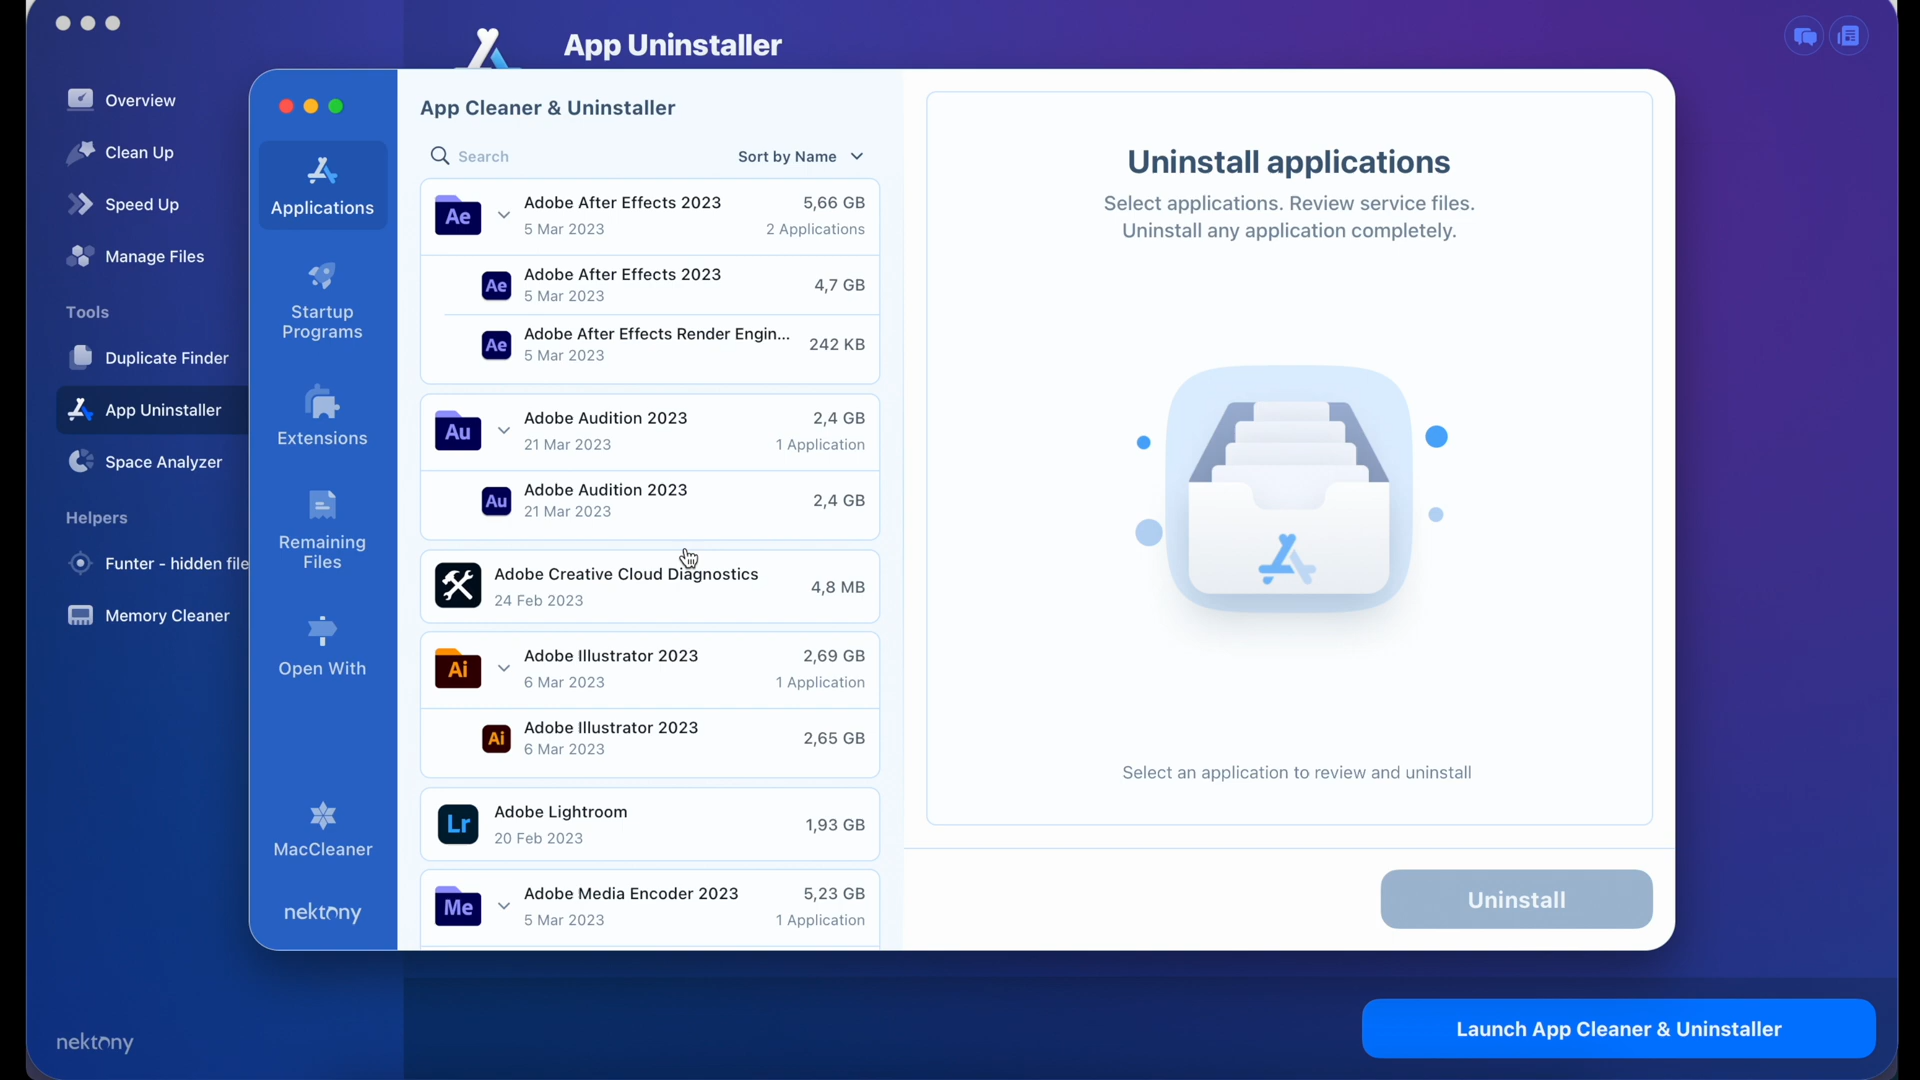 App Uninstaller
Overview
Clean Up
Speed Up
Manage Files
Tools
Duplicate Finder
App Uninstaller
Space Analyzer
Helpers
Funter - hidden file
Memory Cleaner
nektony
Applications
Startup
Programs
Extensions
Remaining
Files
Open With
MacCleaner
nektony
App Cleaner & Uninstaller
Search
Sort by Name
Ae
Adobe After Effects 2023
5,66 GB
5 Mar 2023
2 Applications
Ae
Adobe After Effects 2023
4,7 GB
5 Mar 2023
Ae
Adobe After Effects Render Engin...
242 KB
5 Mar 2023
Au
Adobe Audition 2023
2,4 GB
21 Mar 2023
1 Application
Au
Adobe Audition 2023
2,4 GB
21 Mar 2023
Adobe Creative Cloud Diagnostics
4,8 MB
24 Feb 2023
Ai
Adobe Illustrator 2023
2,69 GB
6 Mar 2023
1 Application
Ai
Adobe Illustrator 2023
2,65 GB
6 Mar 2023
Lr
Adobe Lightroom
1,93 GB
20 Feb 2023
Me
Adobe Media Encoder 2023
5,23 GB
5 Mar 2023
1 Application
Uninstall applications
Select applications. Review service files.
Uninstall any application completely.
Select an application to review and uninstall
Uninstall
Launch App Cleaner & Uninstaller